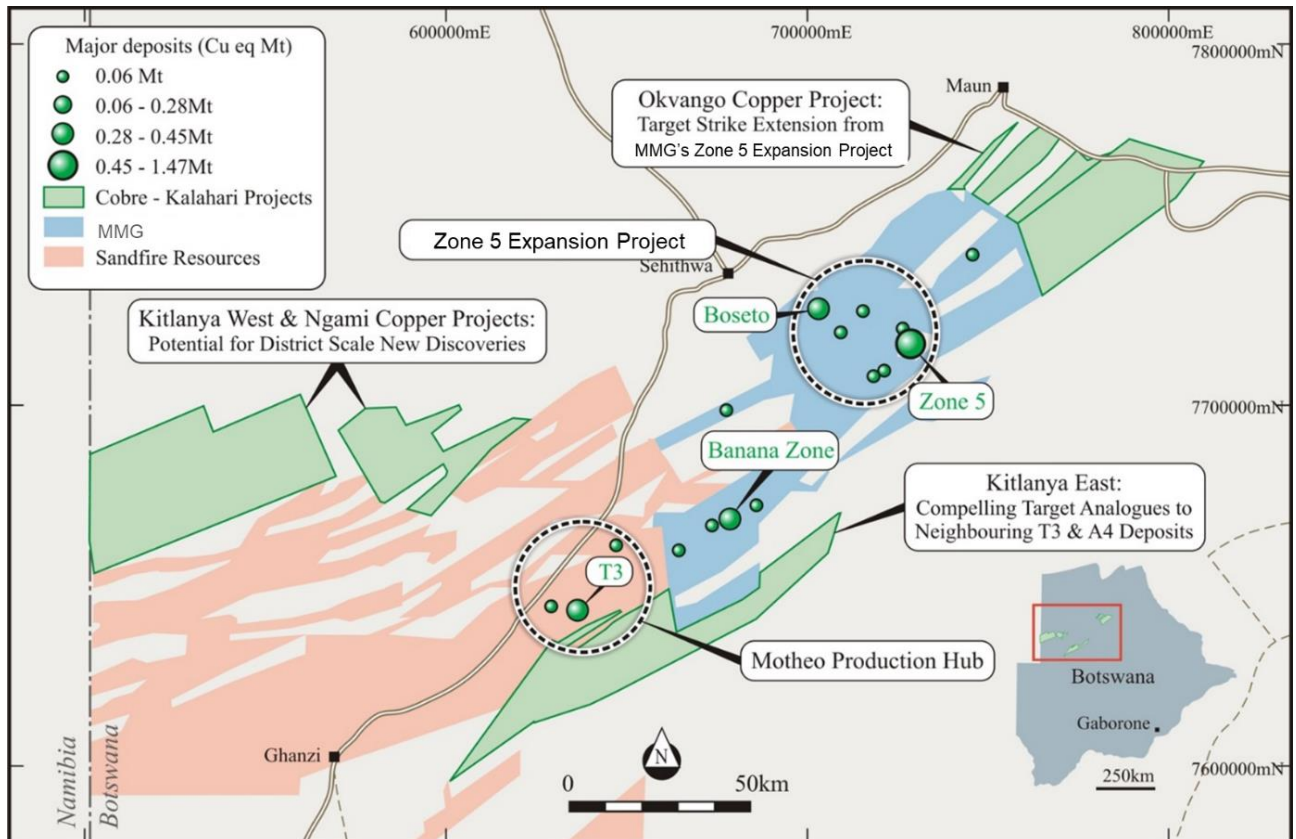 600000mE
700000mE
800000mE
7800000mN
Major deposits (Cu eq Mt)
0.06 Mt
0.06 - 0.28Mt
0.28 - 0.45Mt
0.45 - 1.47Mt
Cobre - Kalahari Projects
MMG
Sandfire Resources
Maun
Okvango Copper Project:
Target Strike Extension from
MMG's Zone 5 Expansion Project
Zone 5 Expansion Project
Sehithwa
Boseto
Kitlanya West & Ngami Copper Projects:
Potential for District Scale New Discoveries
Zone 5
7700000mN
Banana Zone
Kitlanya East:
Compelling Target Analogues to
Neighbouring T3 & A4 Deposits
T3
Motheo Production Hub
Botswana
Gaborone
250km
Ghanzi
N
0
50km
7600000mN
Namibia
Botswana